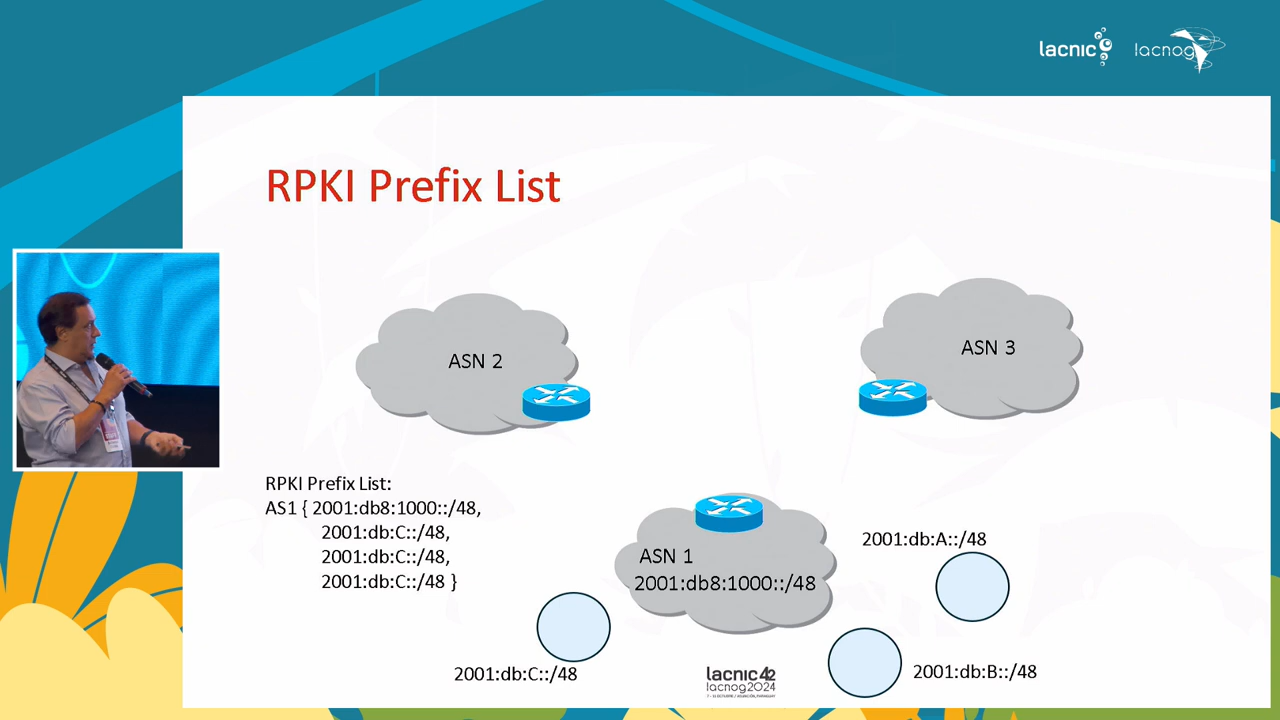 lacnic
lacnog
RPKI Prefix List
ASN 2
ASN 3
RPKI Prefix List:
AS1 { 2001:db8:1000::/48,
2001:db:C::/48,
2001:db:C::/48,
2001:db:C::/48 }
ASN 1
2001:db8:1000::/48
2001:db:A::/48
2001:db:C::/48
2001:db:B::/48
lacnic 42
lacnog2024